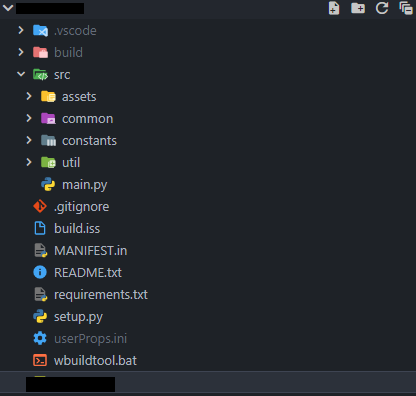 .vscode
build
src
assets
common
constants
util
main.py
.gitignore
build.iss
MANIFEST.in
README.txt
requirements.txt
setup.py
userProps.ini
wbuildtool.bat